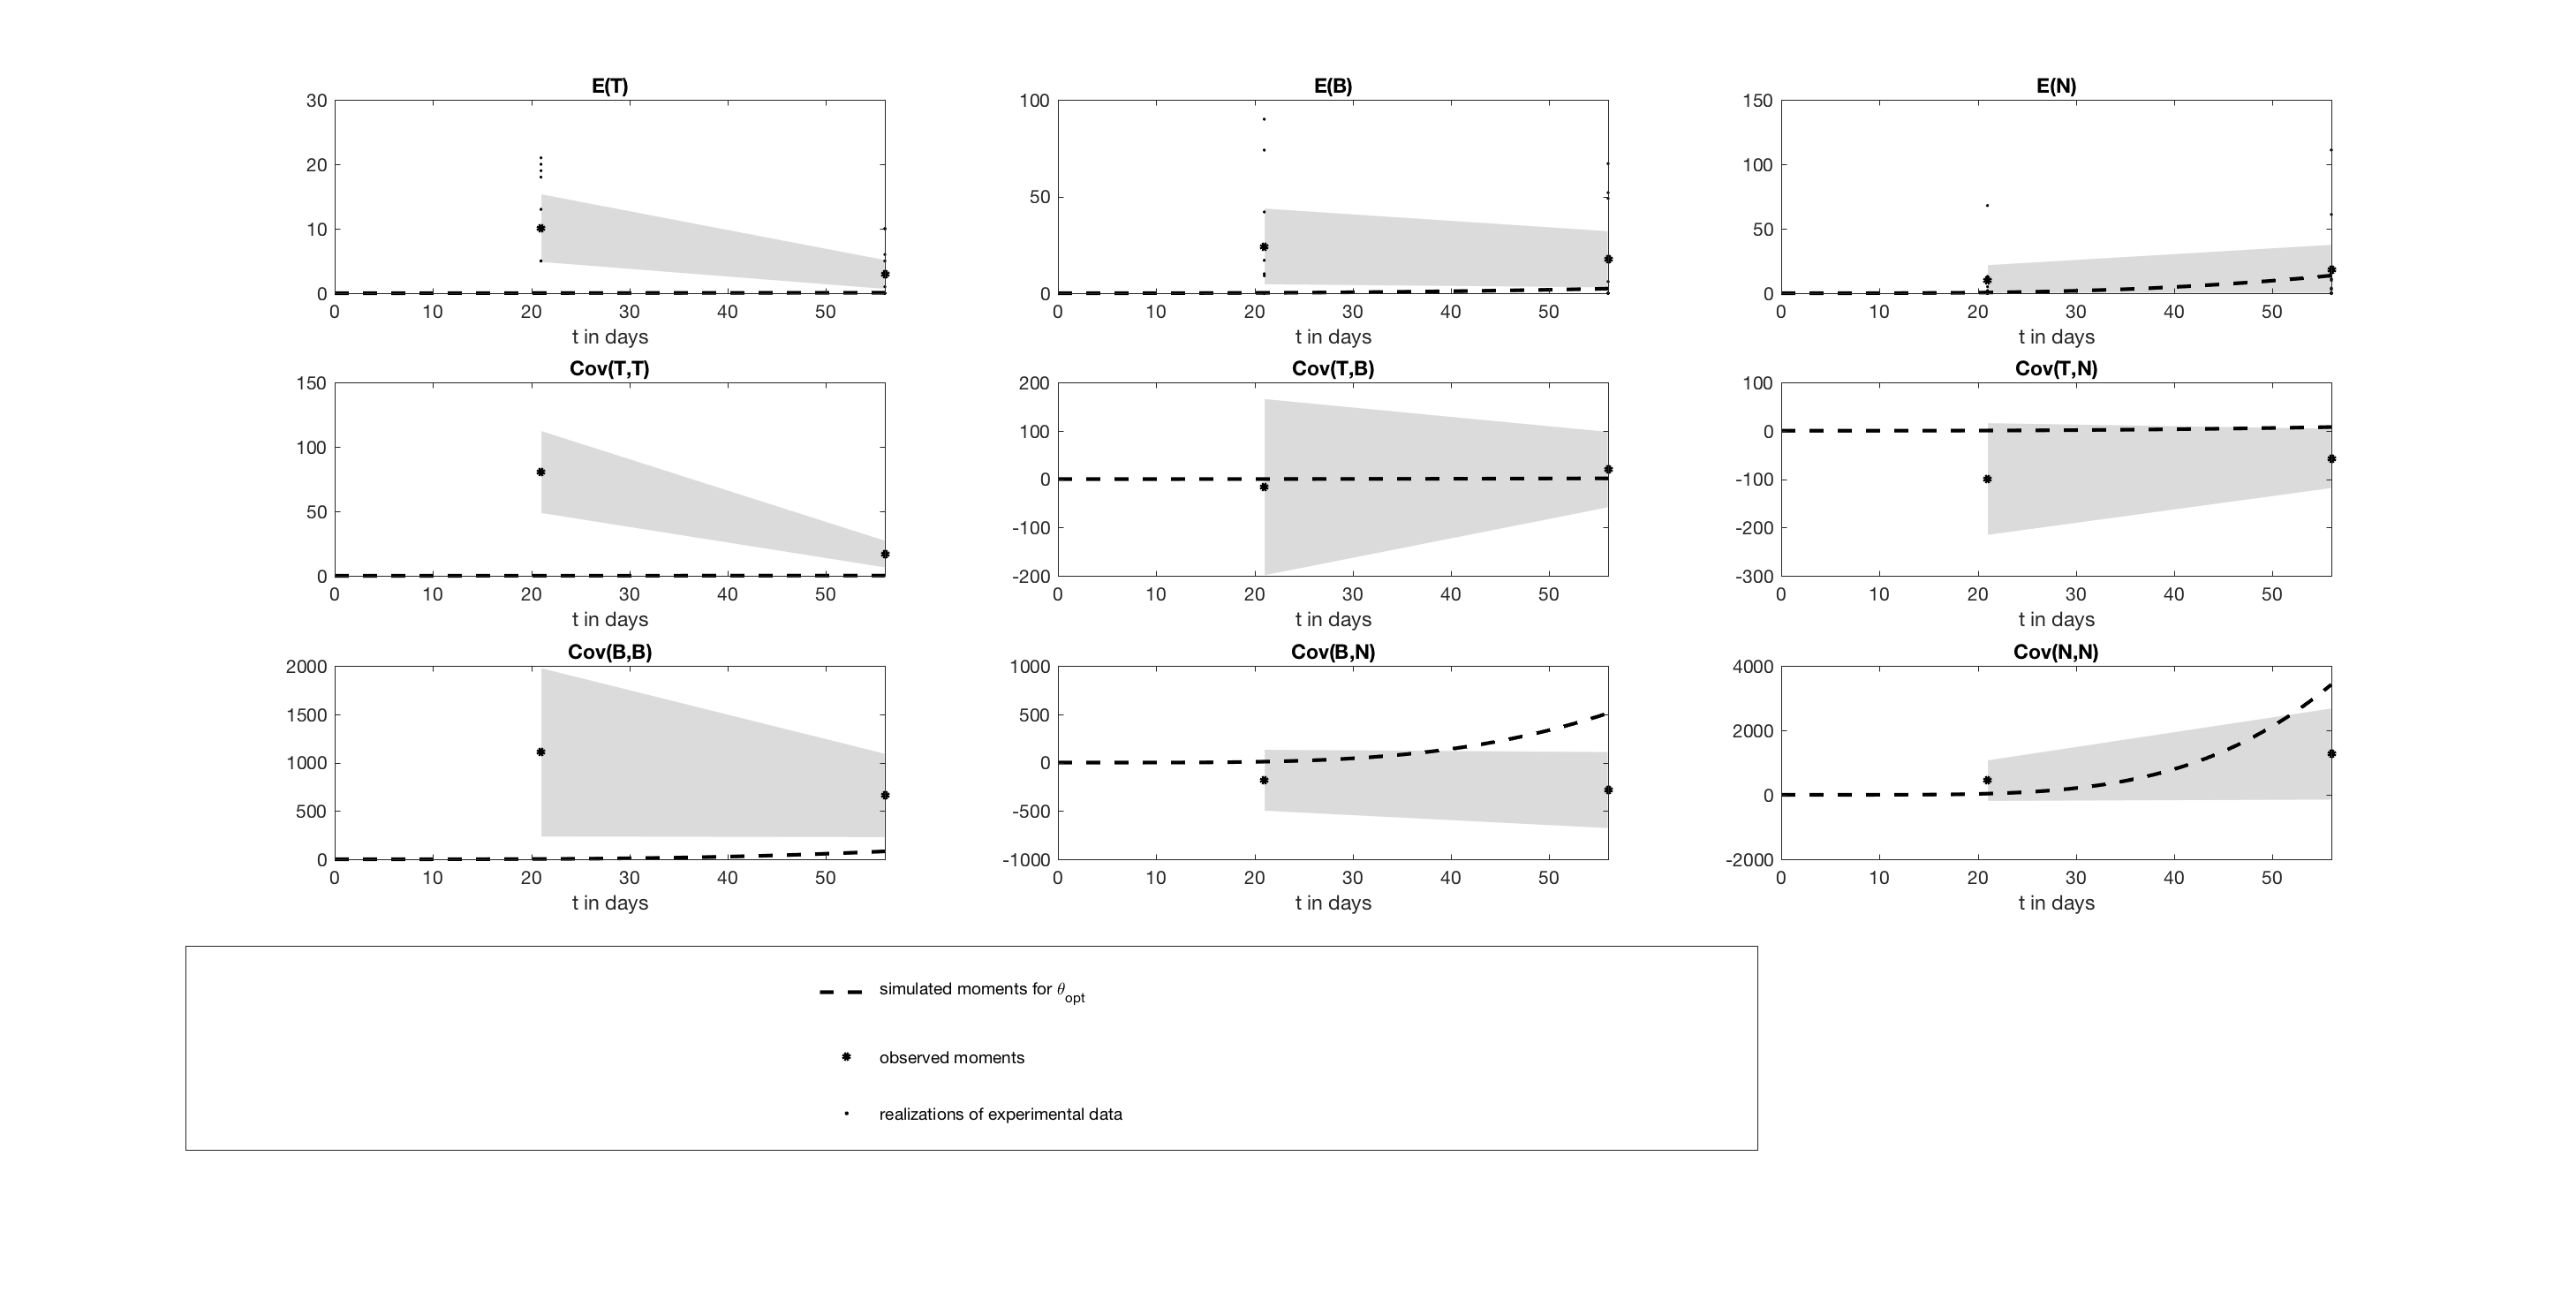 E(T) E(B) E(N)
30 100 150
20 100
50
10 50
0 0 0
0 10 20 30 40 50 0 10 20 30 40 50 0 10 20 30 40 50
t in days t in days t in days
Cov(T,T) Cov(T,B) Cov(T,N)
150 200 100
100 100 0
0 -100
50 -100 -200
0 -200 -300
0 10 20 30 40 50 0 10 20 30 40 50 0 10 20 30 40 50
t in days t in days t in days
Cov(B,B) Cov(B,N) Cov(N,N)
2000 1000 4000
1500 500 2000
1000 0
500 -500 0
0 -1000 -2000
0 10 20 30 40 50 0 10 20 30 40 50 0 10 20 30 40 50
t in days t in days t in days
simulated moments for θopt
observed moments
realizations of experimental data